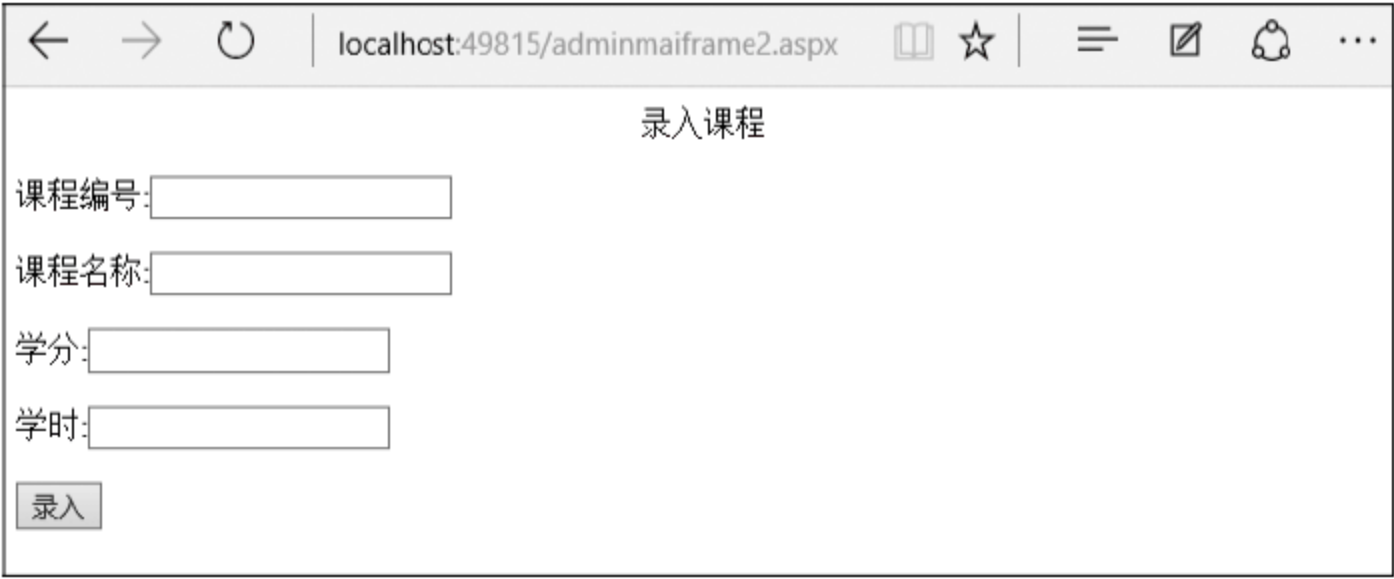 localhost:49815/adminmaiframe2.aspx
录入课程
课程编号:
课程名称:
学分:
学时:
录入